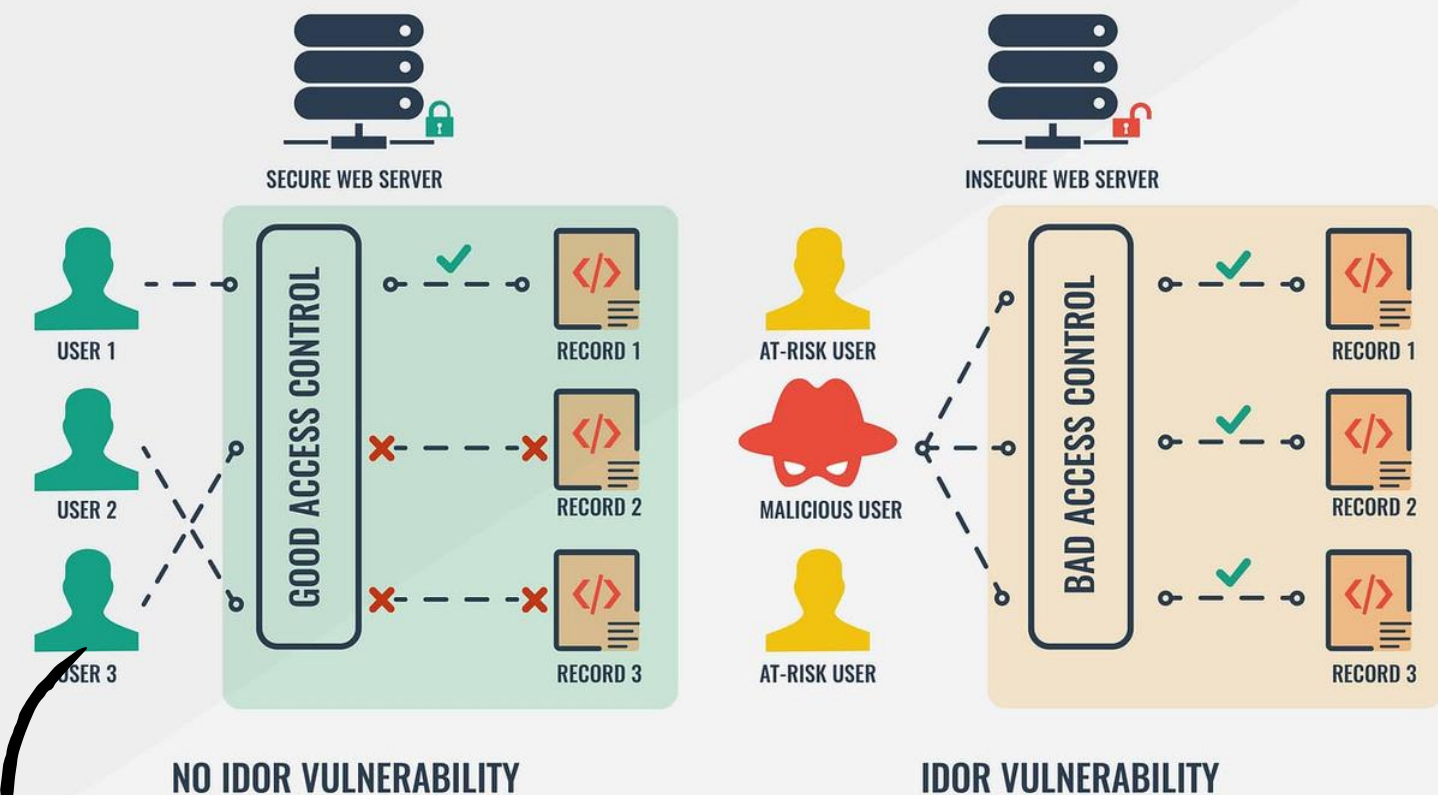 SECURE WEB SERVER
USER 1
USER 2
USER 3
GOOD ACCESS CONTROL
</>
RECORD 1
</>
RECORD 2
</>
RECORD 3
NO IDOR VULNERABILITY
INSECURE WEB SERVER
AT-RISK USER
MALICIOUS USER
AT-RISK USER
BAD ACCESS CONTROL
</>
RECORD 1
</>
RECORD 2
</>
RECORD 3
IDOR VULNERABILITY